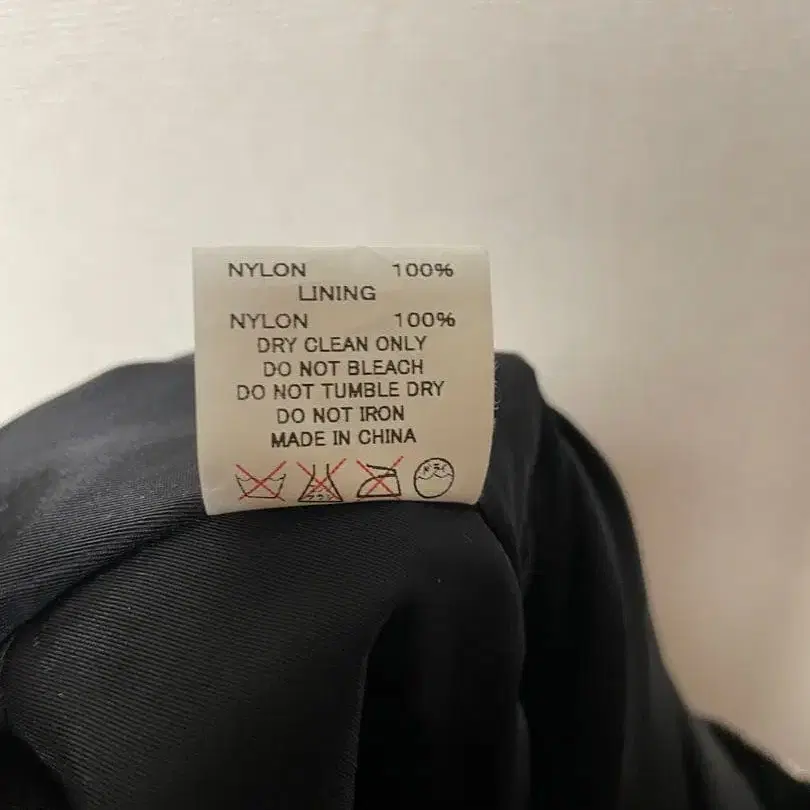 NYLON 100%
LINING
NYLON 100%
DRY CLEAN ONLY
DO NOT BLEACH
DO NOT TUMBLE DRY
DO NOT IRON
MADE IN CHINA